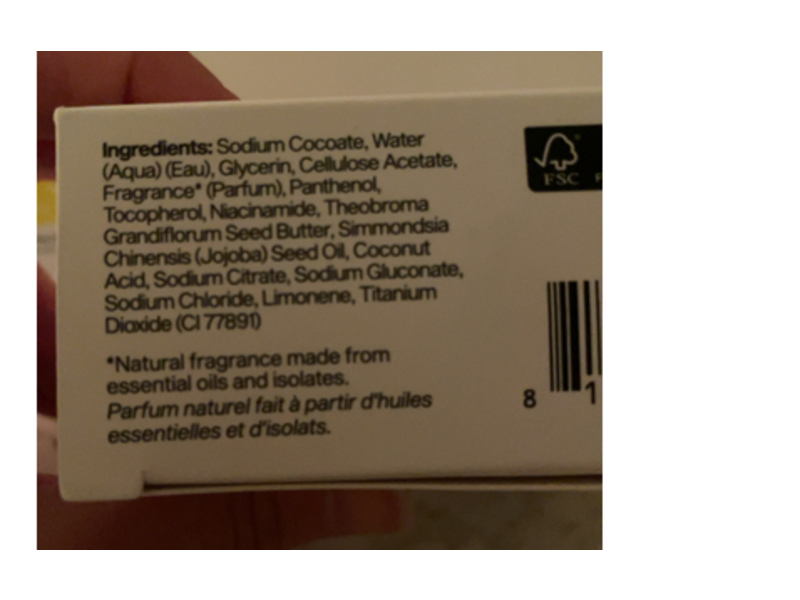 Ingredients: Sodium Cocoate, Water
(Aqua) (Eau), Glycerin, Cellulose Acetate,
Fragrance* (Parfum), Panthenol,
Tocopherol, Niacinamide, Theobroma
Grandiflorum Seed Butter, Simmondsia
Chinensis (Jojoba) Seed Oil, Coconut
Acid, Sodium Citrate, Sodium Gluconate,
Sodium Chloride, Limonene, Titanium
Dioxide (CI 77891)
*Natural fragrance made from
essential oils and isolates.
Parfum naturel fait à partir d'huiles
essentielles et d'isolats.
FSC
8 1